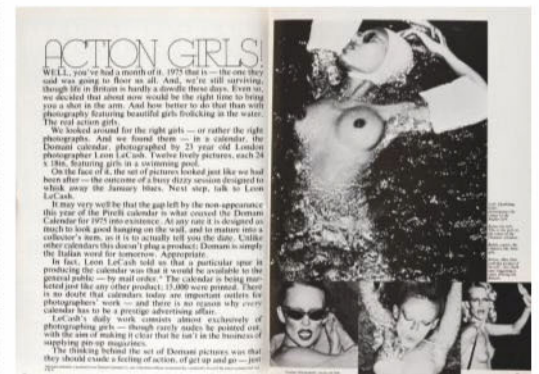 ACTION GIRLS!
WELL, you've had a month of it. 1975 that is — the one they
said was going to floor us all. And, we're still surviving,
though life in Britain is hardly a doddle these days. Even so,
we decided that about now would be the right time to bring
you a shot in the arm. And how better to do that than with
photography featuring beautiful girls frolicking in the water.
The real action girls.
We looked around for the right girls — or rather the right
photographs. And we found them — in a calendar, the
Domani calendar, photographed by 23 year old London
photographer Leon LeCash. Twelve lively pictures, each 24
x 18in, featuring girls in a swimming pool.
On the face of it, the set of pictures looked just like we had
been after — the outcome of a busy dizzy session designed to
whisk away the January blues. Next step, talk to Leon
LeCash.
It may very well be that the gap left by the non-appearance
this year of the Pirelli calendar is what caused the Domani
Calendar for 1975 into existence. At any rate it is designed as
much to look good hanging on the wall, and to mature into a
collector's item, as it is to actually tell you the date. Unlike
other calendars this doesn't plug a product; Domani is simply
the Italian word for tomorrow. Appropriate.
In fact, Leon LeCash told us that a particular spur in
producing the calendar was that it would be available to the
general public — by mail order.* The calendar is being mar-
keted just like any other product; 15,000 were printed. There
is no doubt that calendars today are important outlets for
photographers' work — and there is no reason why every
calendar has to be a prestige advertising affair.
LeCash's daily work consists almost exclusively of
photographing girls — though rarely nudes he pointed out,
with the aim of making it clear that he isn't in the business of
supplying pin-up magazines.
The thinking behind the set of Domani pictures was that
they should exude a feeling of action, of get up and go — just